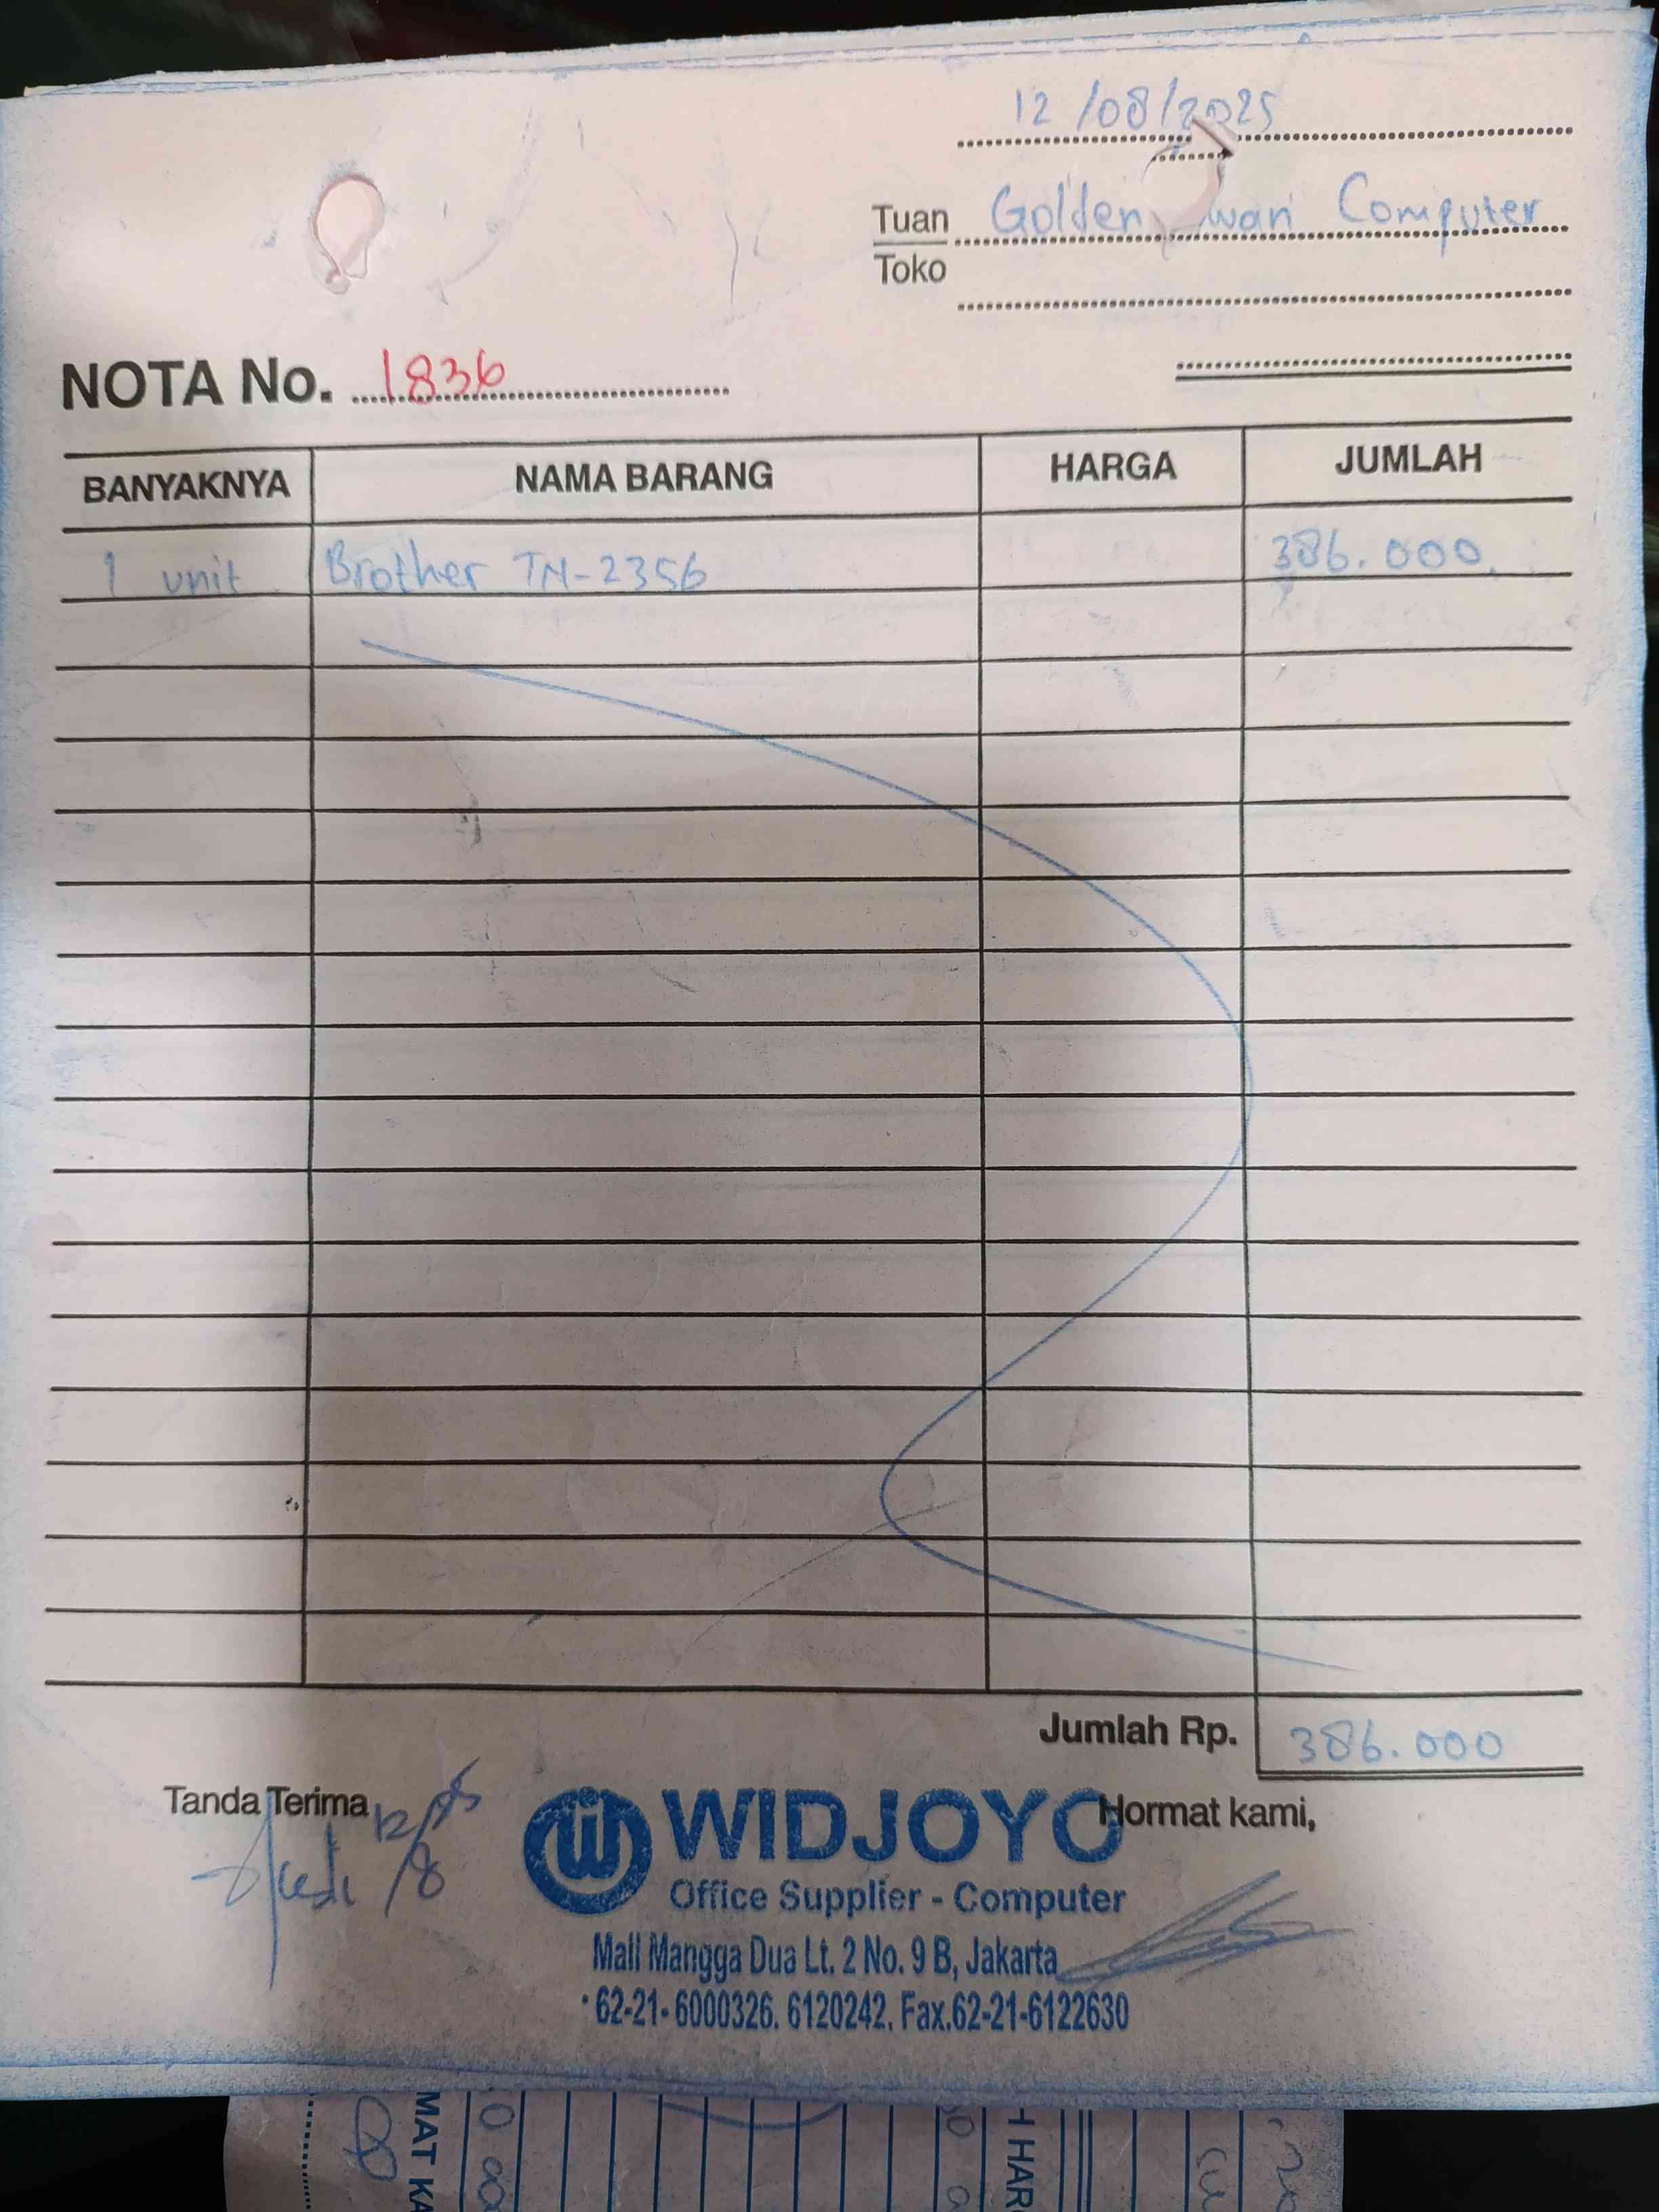 12/08/2025
Tuan Golden wan Computer
Toko
NOTA No. 1836
BANYAKNYA NAMA BARANG HARGA JUMLAH
1 unit Brother TN-2356 386.000
Jumlah Rp. 386.000
Tanda Terima 12/8 Hormat kami,
WIDJOYO
Office Supplier - Computer
Mall Mangga Dua Lt. 2 No. 9 B, Jakarta
62-21-6000326. 6120242. Fax.62-21-6122630